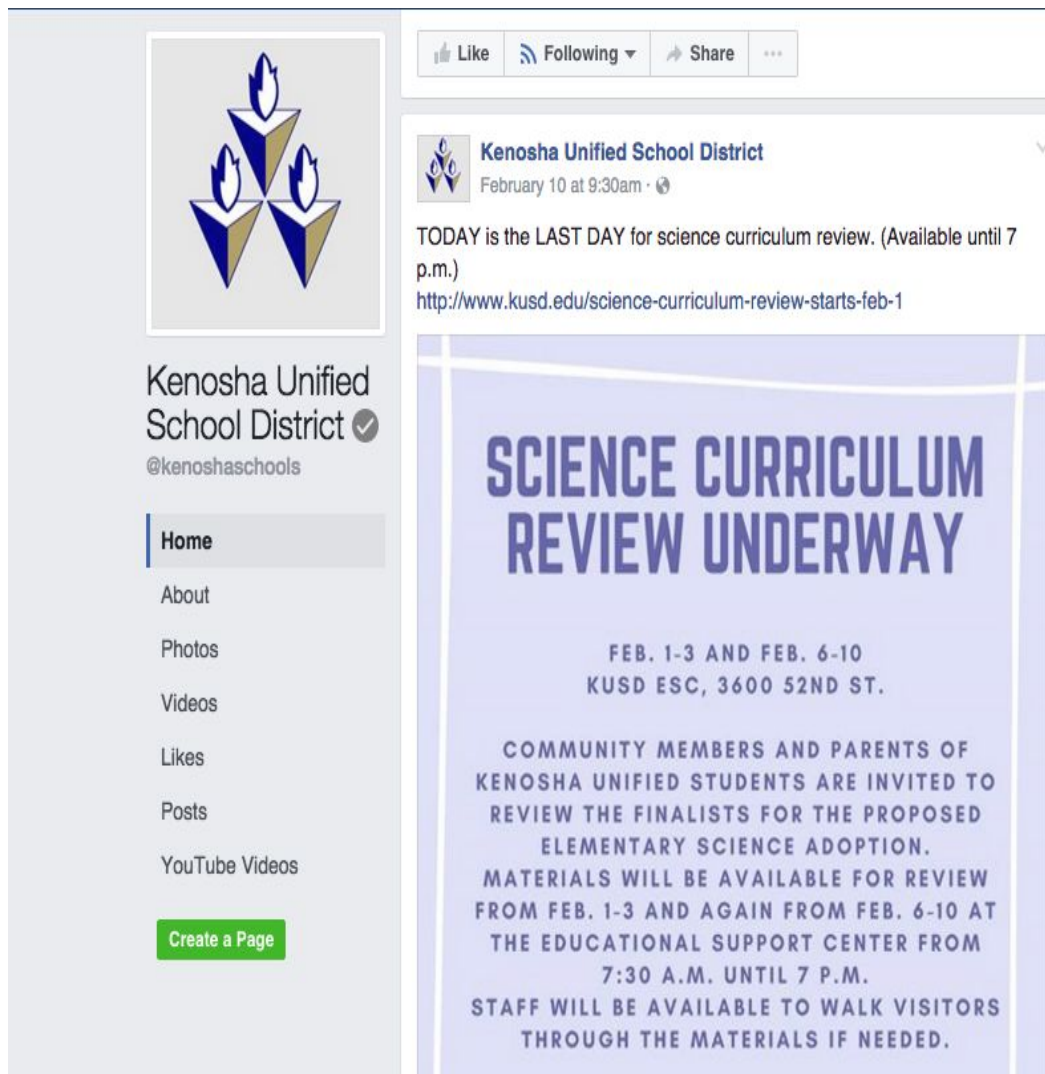 Kenosha Unified
School District
@kenoshaschools
Home
About
Photos
Videos
Likes
Posts
YouTube Videos
Create a Page
Like Following Share
Kenosha Unified School District
February 10 at 9:30am ·
TODAY is the LAST DAY for science curriculum review. (Available until 7
p.m.)
http://www.kusd.edu/science-curriculum-review-starts-feb-1
SCIENCE CURRICULUM
REVIEW UNDERWAY
FEB. 1-3 AND FEB. 6-10
KUSD ESC, 3600 52ND ST.
COMMUNITY MEMBERS AND PARENTS OF
KENOSHA UNIFIED STUDENTS ARE INVITED TO
REVIEW THE FINALISTS FOR THE PROPOSED
ELEMENTARY SCIENCE ADOPTION.
MATERIALS WILL BE AVAILABLE FOR REVIEW
FROM FEB. 1-3 AND AGAIN FROM FEB. 6-10 AT
THE EDUCATIONAL SUPPORT CENTER FROM
7:30 A.M. UNTIL 7 P.M.
STAFF WILL BE AVAILABLE TO WALK VISITORS
THROUGH THE MATERIALS IF NEEDED.